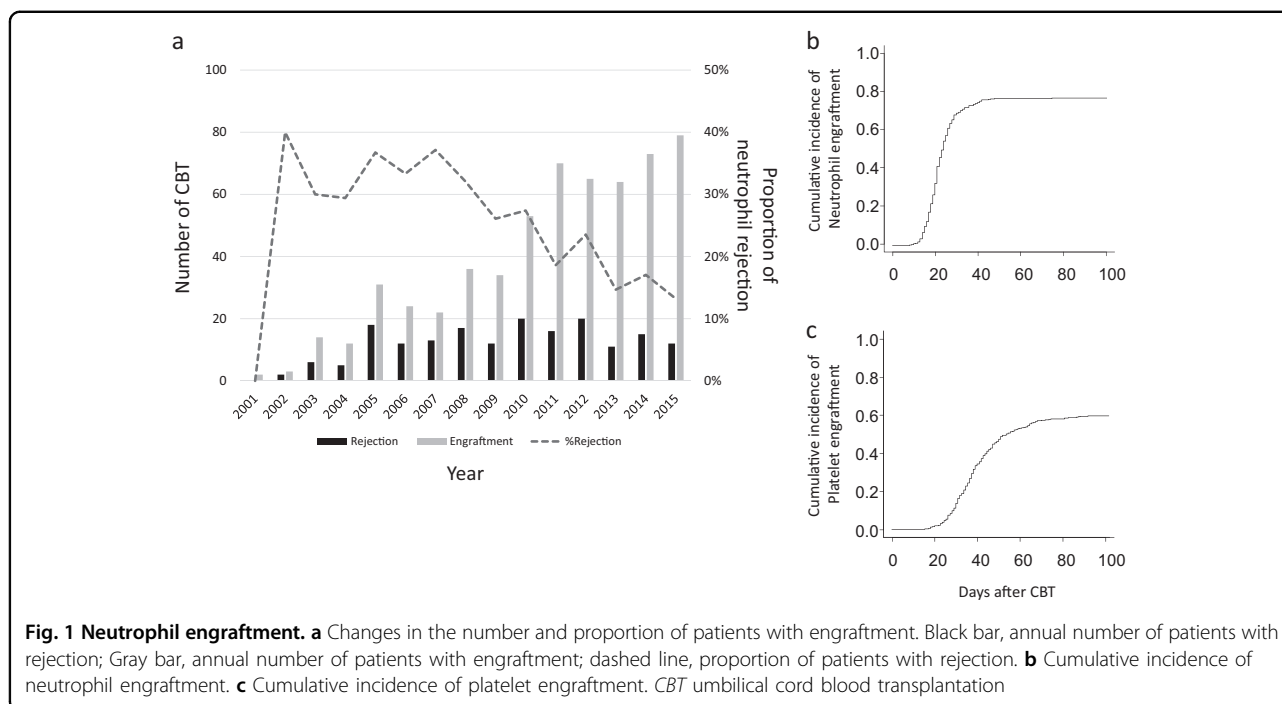 a
100
80
60
40
20
0
Number of CBT
50%
40%
30%
20%
10%
0%
Proportion of
neutrophil rejection
2001
2002
2003
2004
2005
2006
2007
2008
2009
2010
2011
2012
2013
2014
2015
Rejection
Engraftment
%Rejection
Year
b
Cumulative incidence of
Neutrophil engraftment
1.0
0.8
0.6
0.4
0.2
0.0
0 20 40 60 80 100
c
Cumulative incidence of
Platelet engraftment
1.0
0.8
0.6
0.4
0.2
0.0
0 20 40 60 80 100
Days after CBT
Fig. 1 Neutrophil engraftment. a Changes in the number and proportion of patients with engraftment. Black bar, annual number of patients with
rejection; Gray bar, annual number of patients with engraftment; dashed line, proportion of patients with rejection. b Cumulative incidence of
neutrophil engraftment. c Cumulative incidence of platelet engraftment. CBT umbilical cord blood transplantation